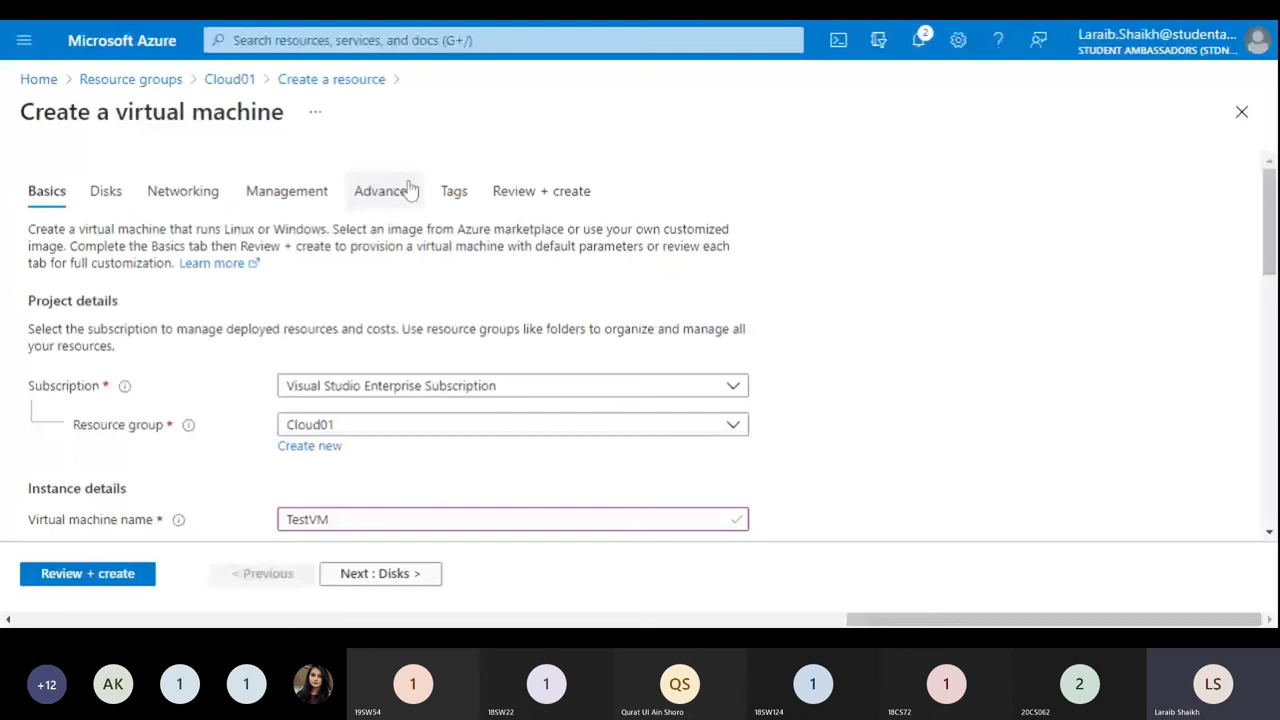 Microsoft Azure
Search resources, services, and docs (G+/)
2
Laraib.Shaikh@studenta...
STUDENT AMBASSADORS (STDN...
Home > Resource groups > Cloud01 > Create a resource >
Create a virtual machine ...
Basics Disks Networking Management Advance Tags Review + create
Create a virtual machine that runs Linux or Windows. Select an image from Azure marketplace or use your own customized
image. Complete the Basics tab then Review + create to provision a virtual machine with default parameters or review each
tab for full customization. Learn more
Project details
Select the subscription to manage deployed resources and costs. Use resource groups like folders to organize and manage all
your resources.
Subscription * Visual Studio Enterprise Subscription
Resource group * Cloud01
Create new
Instance details
Virtual machine name * TestVM
Review + create < Previous Next : Disks >
+12 AK 1 1 1 1 QS 1 1 2 LS
19SW54 18SW22 Qurat Ul Ain Shoro 18SW124 18CS72 20CS062 Laraib Shaikh